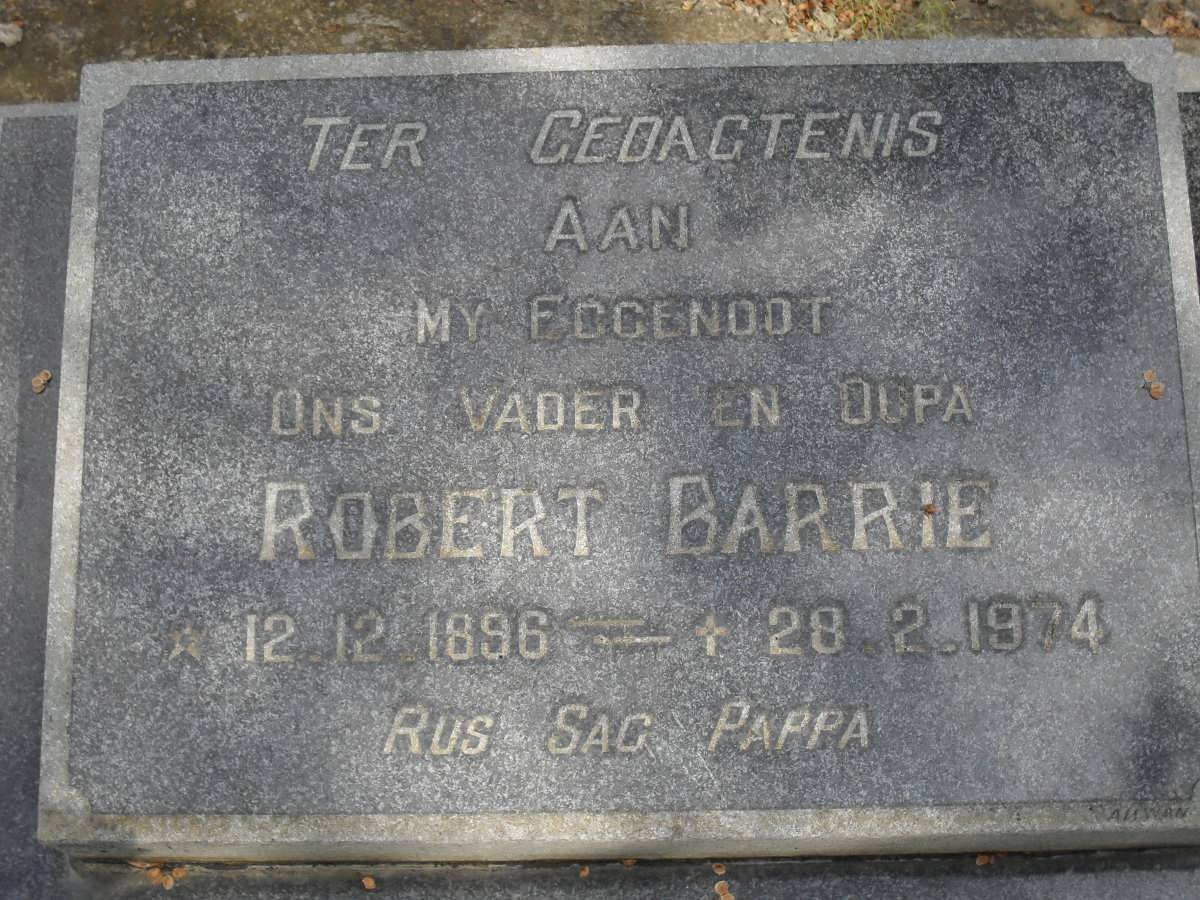 TER GEDAGTENIS
AAN
MY EGGENOOT
ONS VADER EN OUPA
ROBERT BARRIE
☆ 12.12.1896 = ✝ 28.2.1974
RUS SAG PAPPA